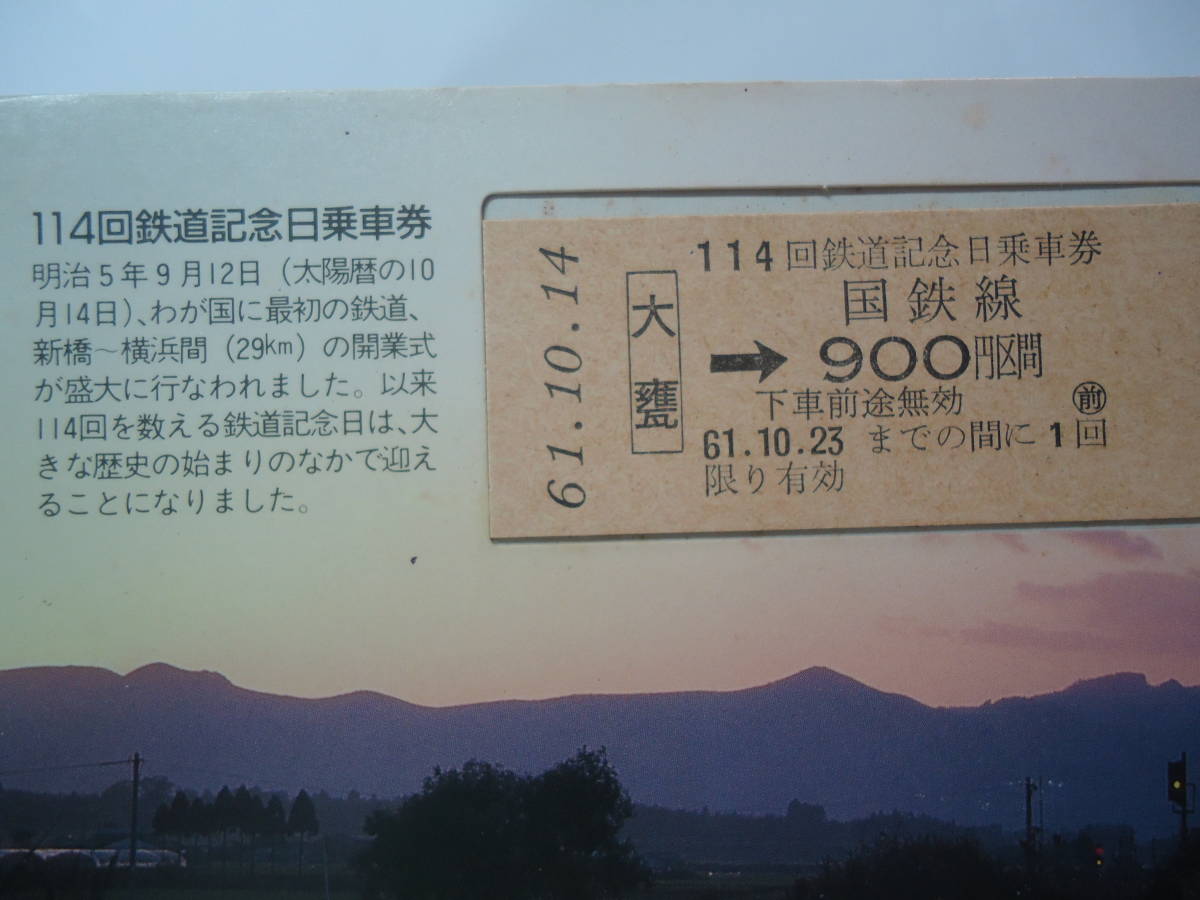 114回鉄道記念日乗車券
明治5年9月12日（太陽暦の10
月14日）、わが国に最初の鉄道、
新橋〜横浜間（29km）の開業式
が盛大に行なわれました。以来
114回を数える鉄道記念日は、大
きな歴史の始まりのなかで迎え
ることになりました。
61.10.14
大甕
114回鉄道記念日乗車券
国鉄線
➡900円区間
下車前途無効 ㊞前
61.10.23 までの間に1回
限り有効